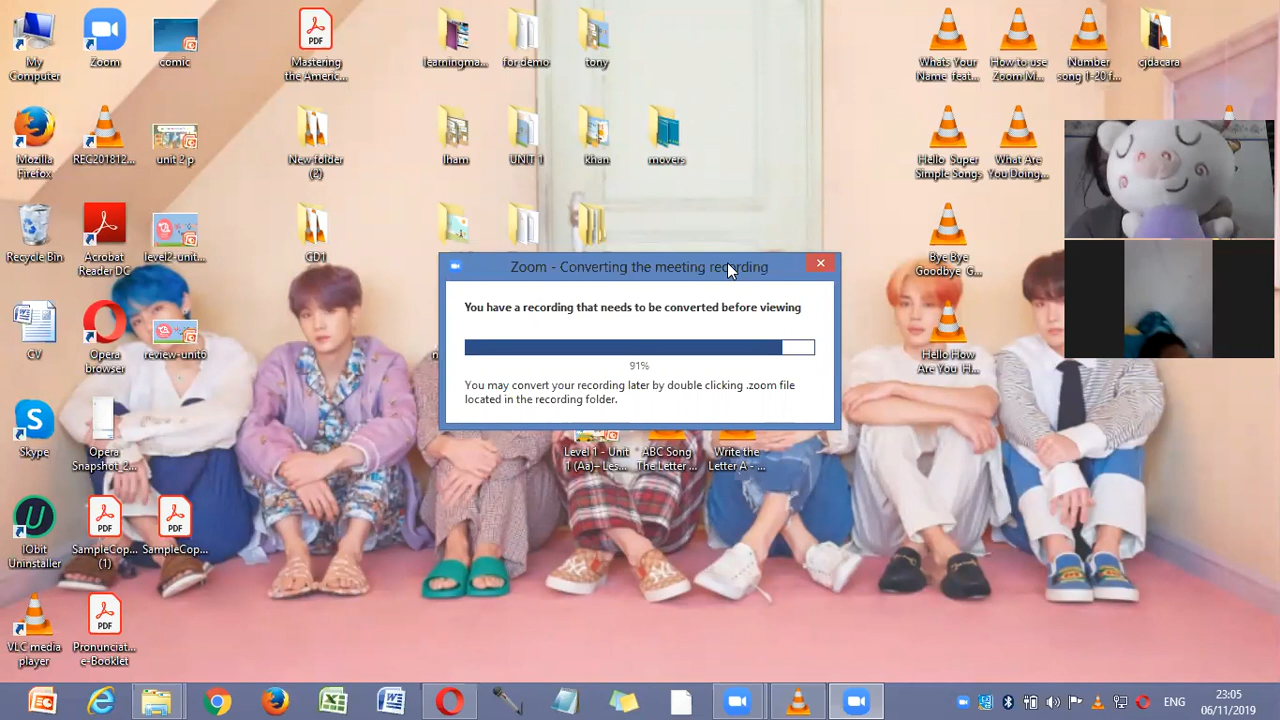 My
Computer
Zoom
comic
PDF
Mastering
the Americ...
learningma...
for demo
tony
Whats Your
Name feat...
How to use
Zoom M...
Number
song 1-20 f...
cjdacara
Mozilla
Firefox
REC201812...
unit 2 p
New folder
(2)
lham
UNIT 1
khan
movers
Hello Super
Simple Songs
What Are
You Doing...
Recycle Bin
Acrobat
Reader DC
level2-unit...
CD1
Bye Bye
Goodbye G...
Zoom - Converting the meeting recording
You have a recording that needs to be converted before viewing
91%
You may convert your recording later by double clicking .zoom file
located in the recording folder.
CV
Opera
browser
review-unit6
Hello How
Are You H...
Skype
Opera
Snapshot_2...
Level 1 - Unit
1 (Aa)– Les...
ABC Song
The Letter ...
Write the
Letter A - ...
IObit
Uninstaller
PDF
SampleCop...
(1)
PDF
SampleCop...
VLC media
player
PDF
Pronunciat...
e-Booklet
ENG
23:05
06/11/2019